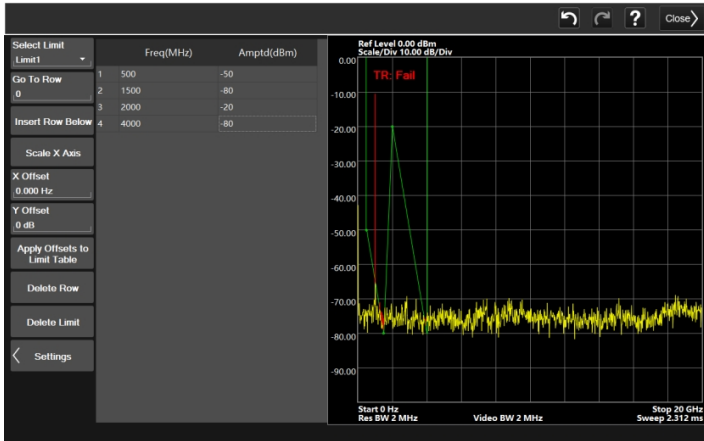 ? Close
Select Limit
Limit1
Go To Row
0
Insert Row Below
Scale X Axis
X Offset
0.000 Hz
Y Offset
0 dB
Apply Offsets to
Limit Table
Delete Row
Delete Limit
Settings
Freq(MHz) Amptd(dBm)
1 500 -50
2 1500 -80
3 2000 -20
4 4000 -80
Ref Level 0.00 dBm
Scale/Div 10.00 dB/Div
0.00
TR: Fail
-10.00
-20.00
-30.00
-40.00
-50.00
-60.00
-70.00
-80.00
-90.00
Start 0 Hz Stop 20 GHz
Res BW 2 MHz Video BW 2 MHz Sweep 2.312 ms